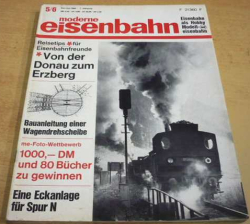 5/6
moderne
eisenbahn
Eisenbahn
als Hobby
Modell-
eisenbahn
Reisetips für
Eisenbahnfreunde
Von der
Donau zum
Erzberg
Bauanleitung einer
Wagendrehscheibe
me-Foto-Wettbewerb
1000,— DM
und 80 Bücher
zu gewinnen
Eine Eckanlage
für Spur N